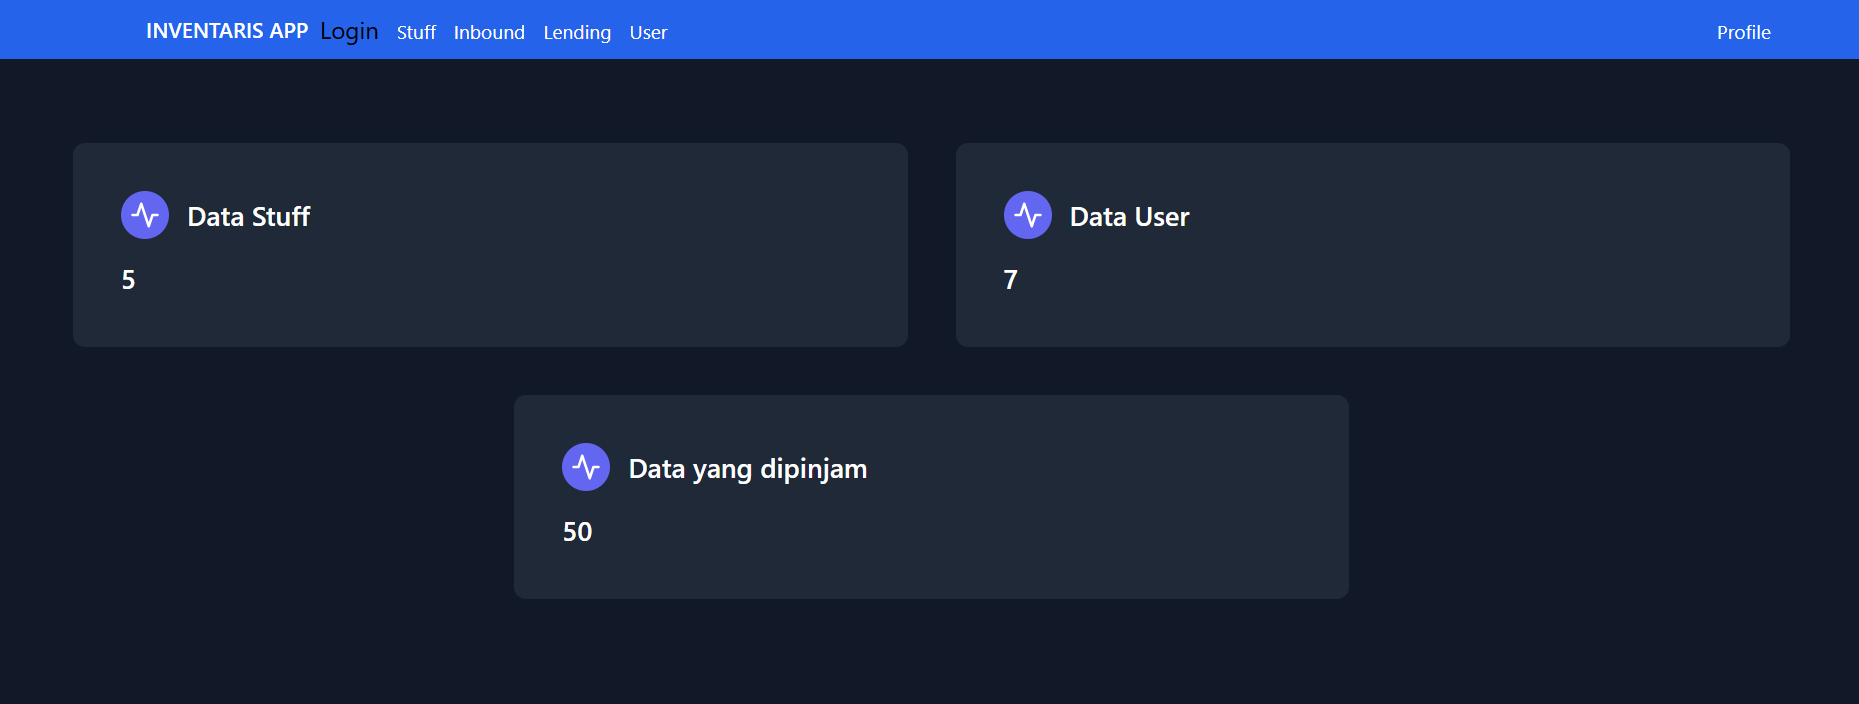 INVENTARIS APP Login Stuff Inbound Lending User Profile
Data Stuff
5
Data User
7
Data yang dipinjam
50